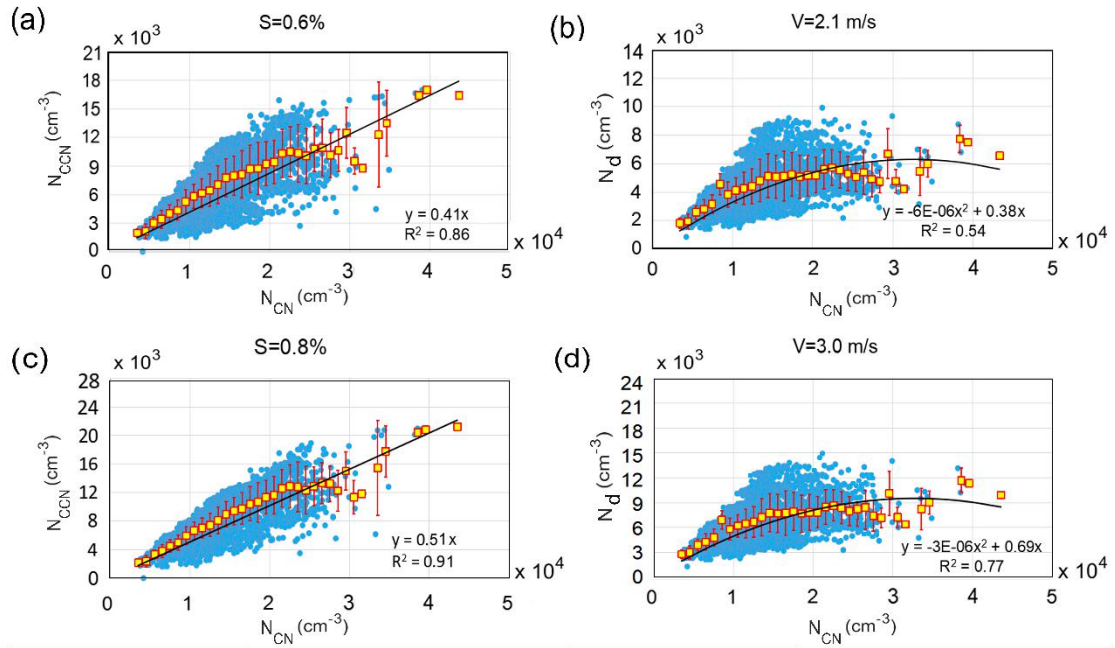 (a)
S=0.6%
x 10³
21
18
15
12
9
6
3
0
N_CCN (cm⁻³)
y = 0.41x
R² = 0.86
x 10⁴
0 1 2 3 4 5
N_CN (cm⁻³)
(b)
V=2.1 m/s
x 10³
14
12
10
8
6
4
2
0
N_d (cm⁻³)
y = -6E-06x² + 0.38x
R² = 0.54
x 10⁴
0 1 2 3 4 5
N_CN (cm⁻³)
(c)
S=0.8%
x 10³
28
24
20
16
12
8
4
0
N_CCN (cm⁻³)
y = 0.51x
R² = 0.91
x 10⁴
0 1 2 3 4 5
N_CN (cm⁻³)
(d)
V=3.0 m/s
x 10³
24
21
18
15
12
9
6
3
0
N_d (cm⁻³)
y = -3E-06x² + 0.69x
R² = 0.77
x 10⁴
0 1 2 3 4 5
N_CN (cm⁻³)